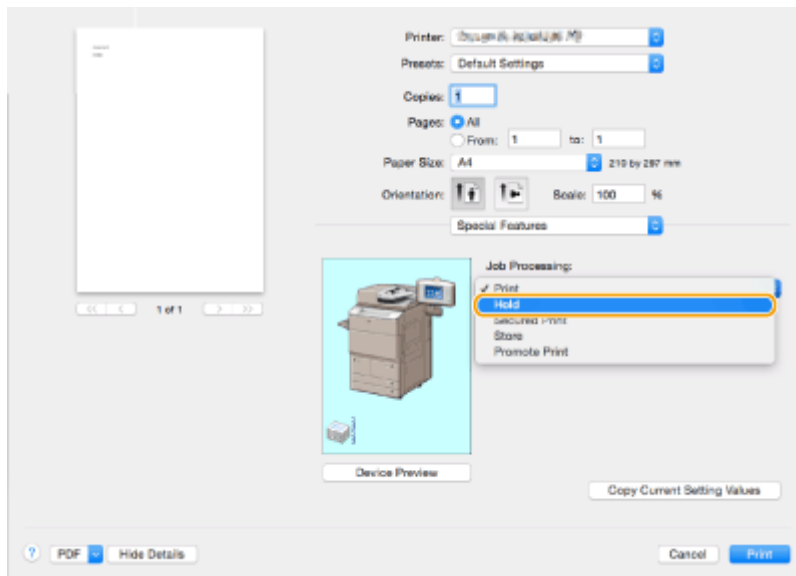 Printer:
Presets: Default Settings
Copies: 1
Pages: All
From: 1 to: 1
Paper Size: A4 210 by 297 mm
Orientation: Scale: 100 %
Special Features
Job Processing:
Print
Hold
Secured Print
Store
Promote Print
1 of 1
Device Preview
Copy Current Setting Values
? PDF Hide Details Cancel Print